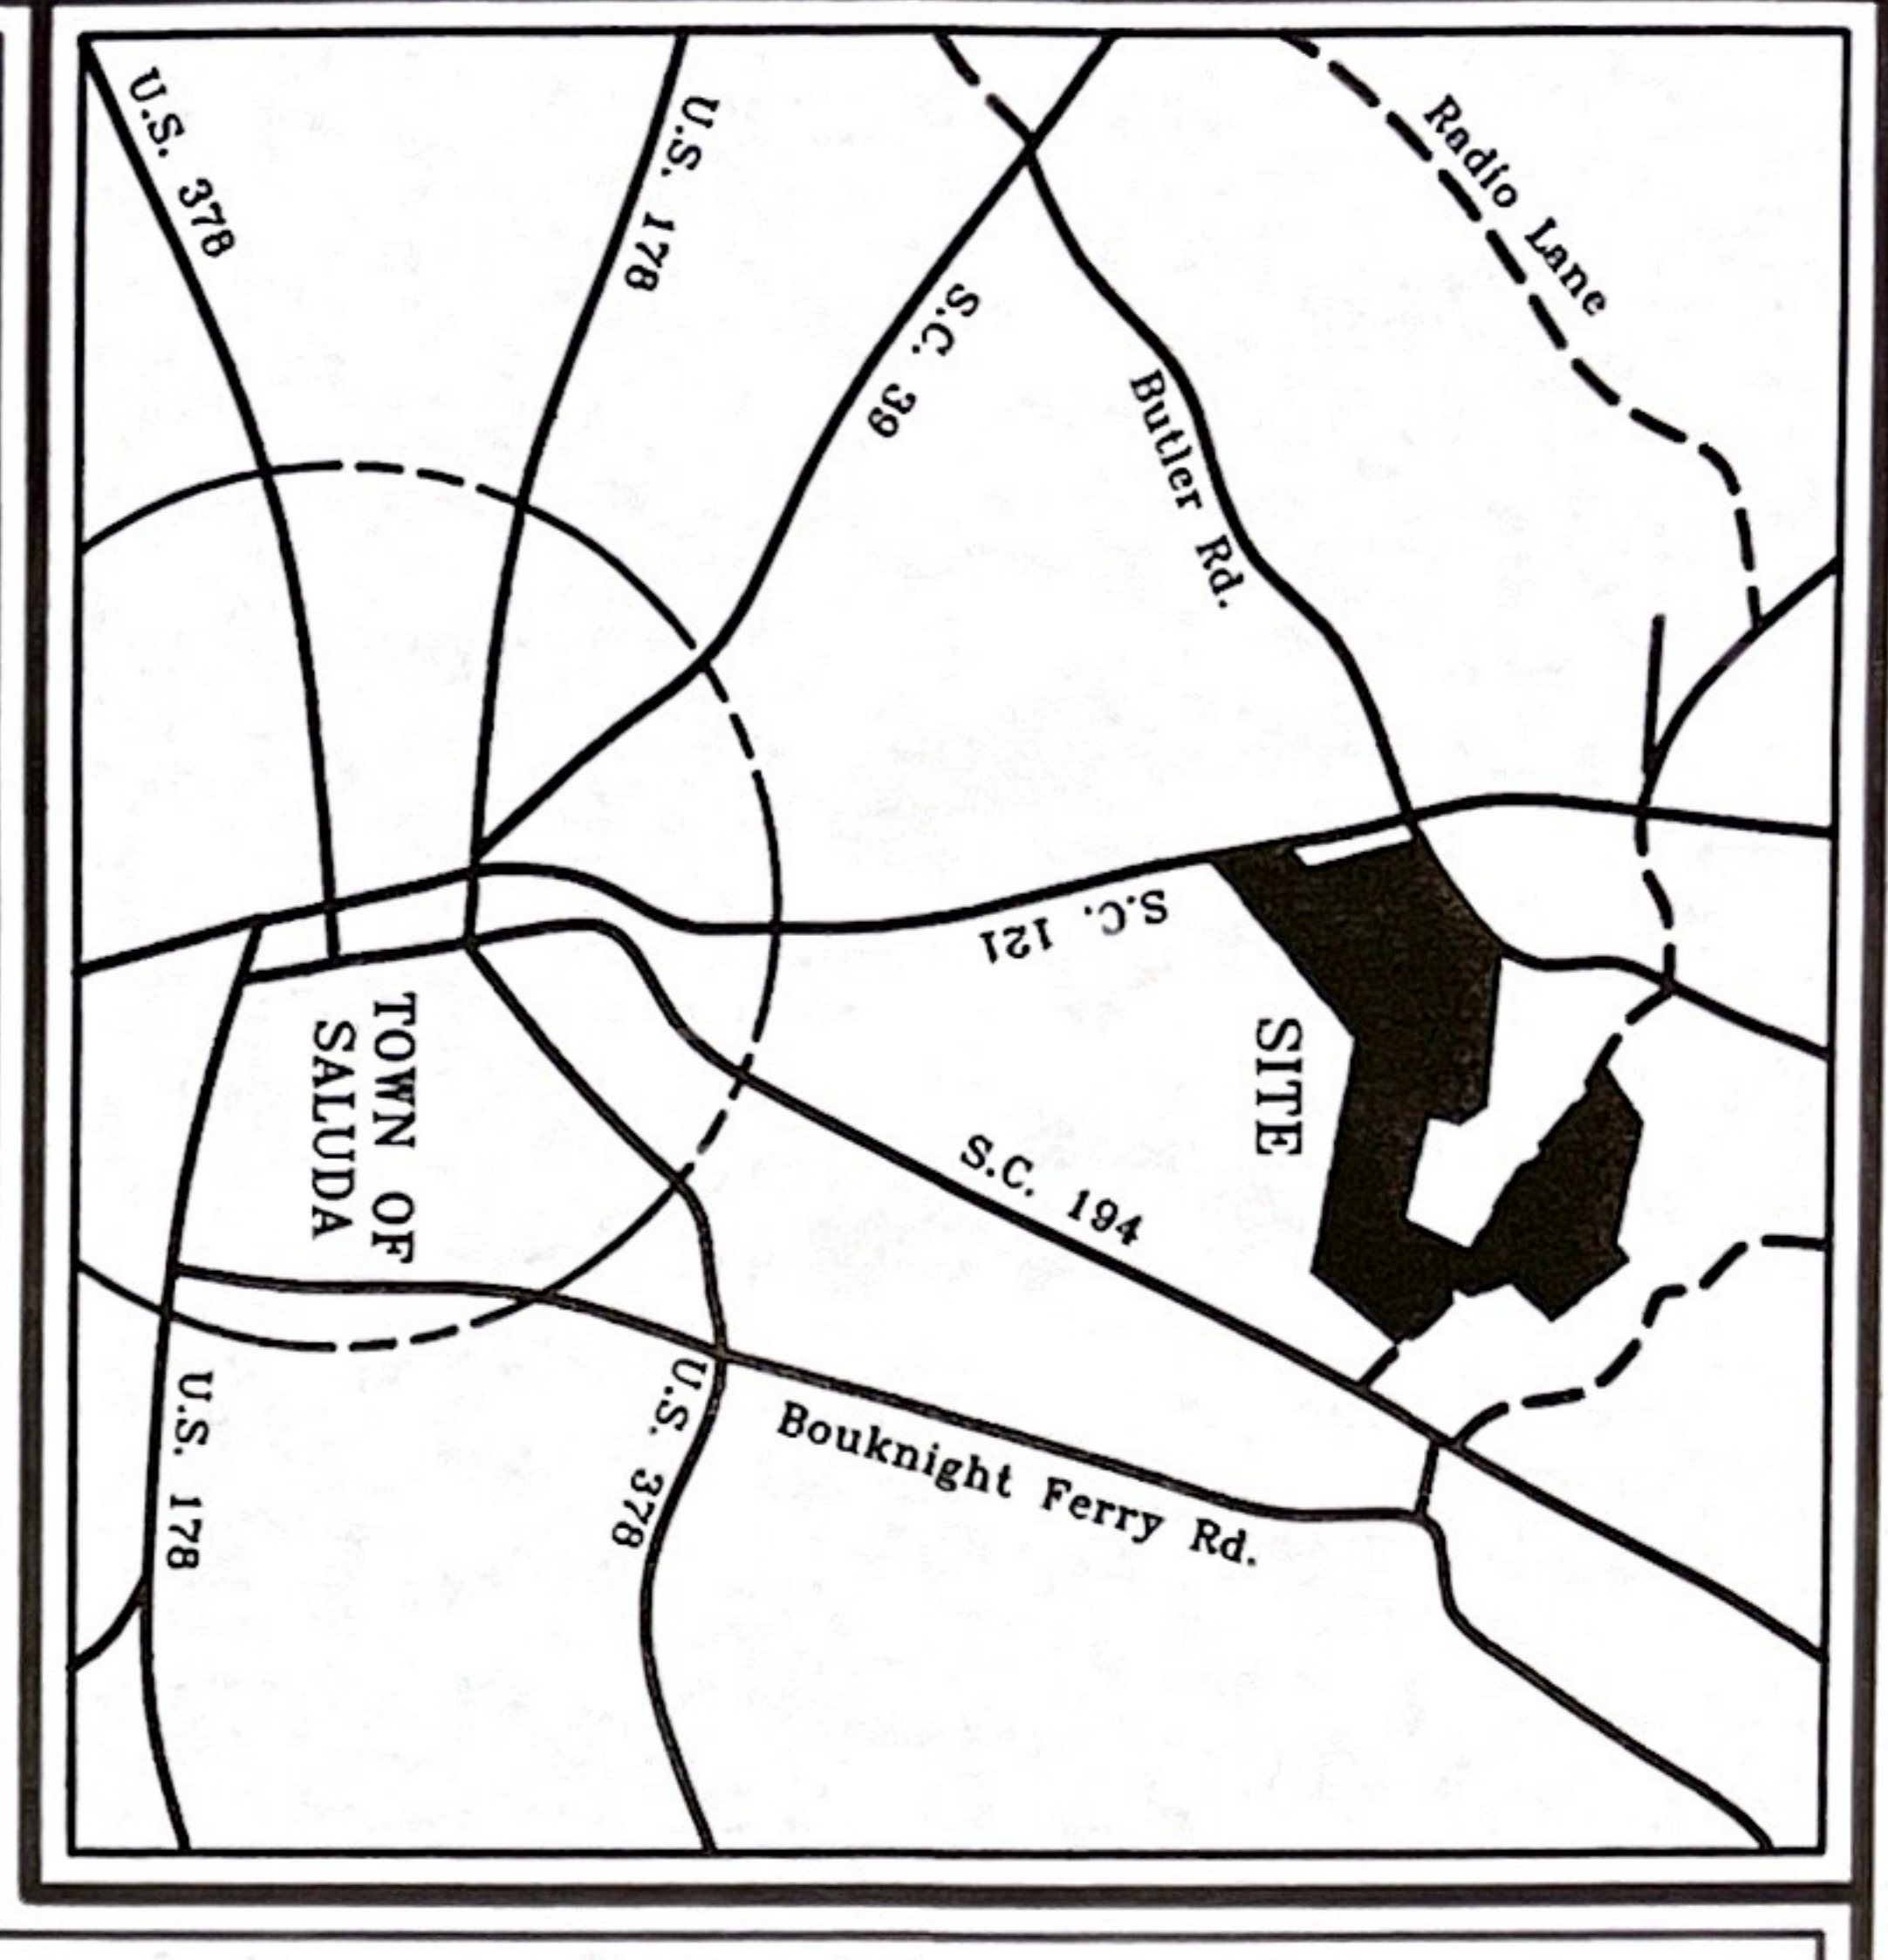 U.S. 378
U.S. 178
S.C. 39
Butler Rd.
Radio Lane
S.C. 121
SITE
TOWN OF
SALUDA
S.C. 194
U.S. 178
U.S. 378
Bouknight Ferry Rd.